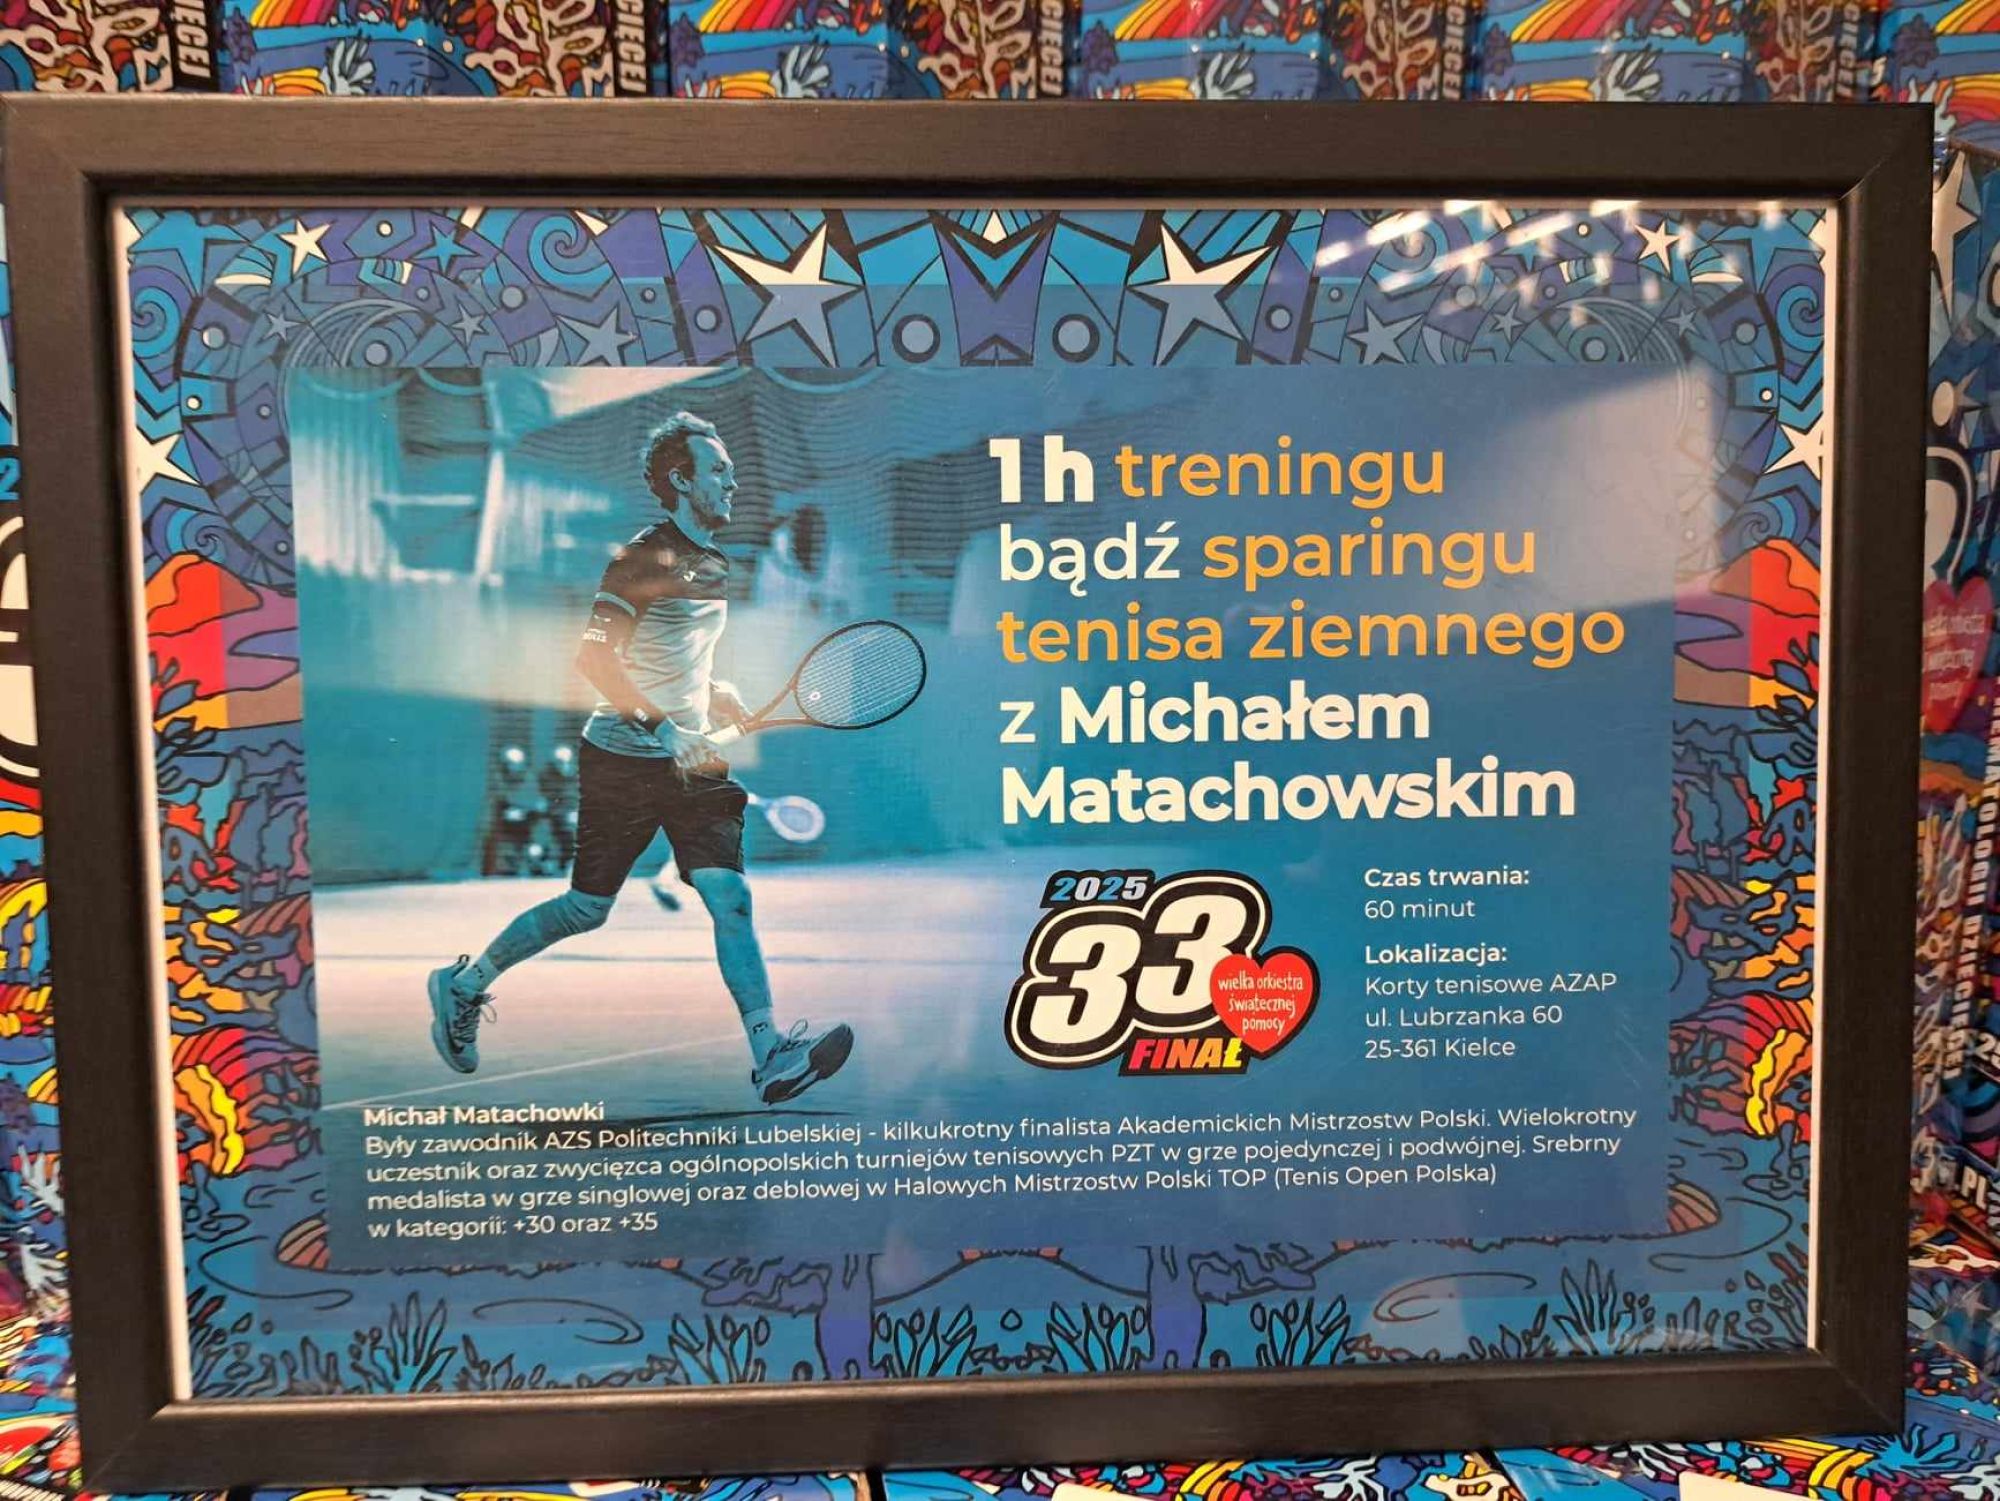 1h treningu
bądź sparingu
tenisa ziemnego
z Michałem
Matachowskim
2025
33
FINAŁ
wielka orkiestra
świątecznej
pomocy
Czas trwania:
60 minut
Lokalizacja:
Korty tenisowe AZAP
ul. Lubrzanka 60
25-361 Kielce
Michał Matachowki
Były zawodnik AZS Politechniki Lubelskiej - kilkukrotny finalista Akademickich Mistrzostw Polski. Wielokrotny
uczestnik oraz zwycięzca ogólnopolskich turniejów tenisowych PZT w grze pojedynczej i podwójnej. Srebrny
medalista w grze singlowej oraz deblowej w Halowych Mistrzostw Polski TOP (Tenis Open Polska)
w kategorii: +30 oraz +35